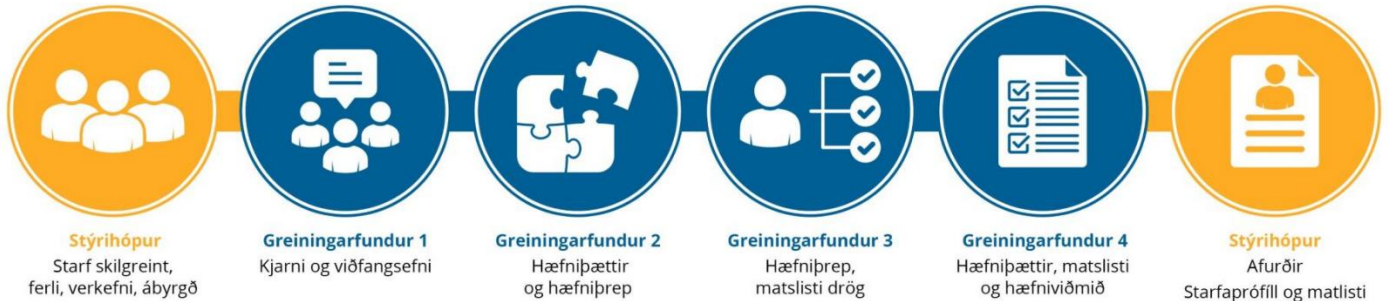 Stýrihópur
Starf skilgreint,
ferli, verkefni, ábyrgð
Greiningarfundur 1
Kjarni og viðfangsefni
Greiningarfundur 2
Hæfniþættir
og hæfniþrep
Greiningarfundur 3
Hæfniþrep,
matslisti drög
Greiningarfundur 4
Hæfniþættir, matslisti
og hæfniviðmið
Stýrihópur
Afurðir
Starfaprófíll og matlisti